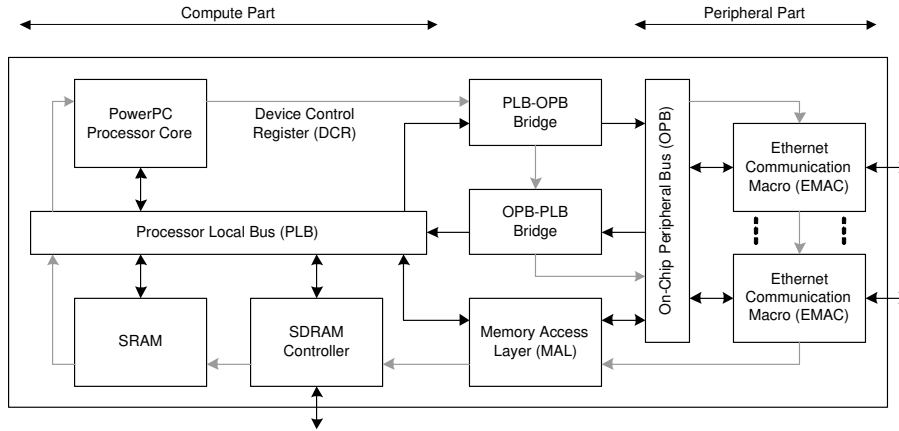 Compute Part
Peripheral Part
PowerPC
Processor Core
Device Control
Register (DCR)
PLB-OPB
Bridge
On-Chip Peripheral Bus (OPB)
Ethernet
Communication
Macro (EMAC)
Processor Local Bus (PLB)
OPB-PLB
Bridge
SRAM
SDRAM
Controller
Memory Access
Layer (MAL)
Ethernet
Communication
Macro (EMAC)